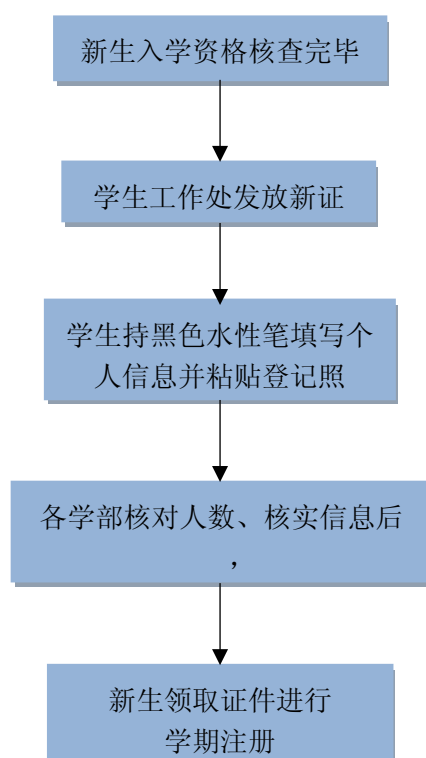 新生入学资格核查完毕
学生工作处发放新证
学生持黑色水性笔填写个
人信息并粘贴登记照
各学部核对人数、核实信息后
，
新生领取证件进行
学期注册